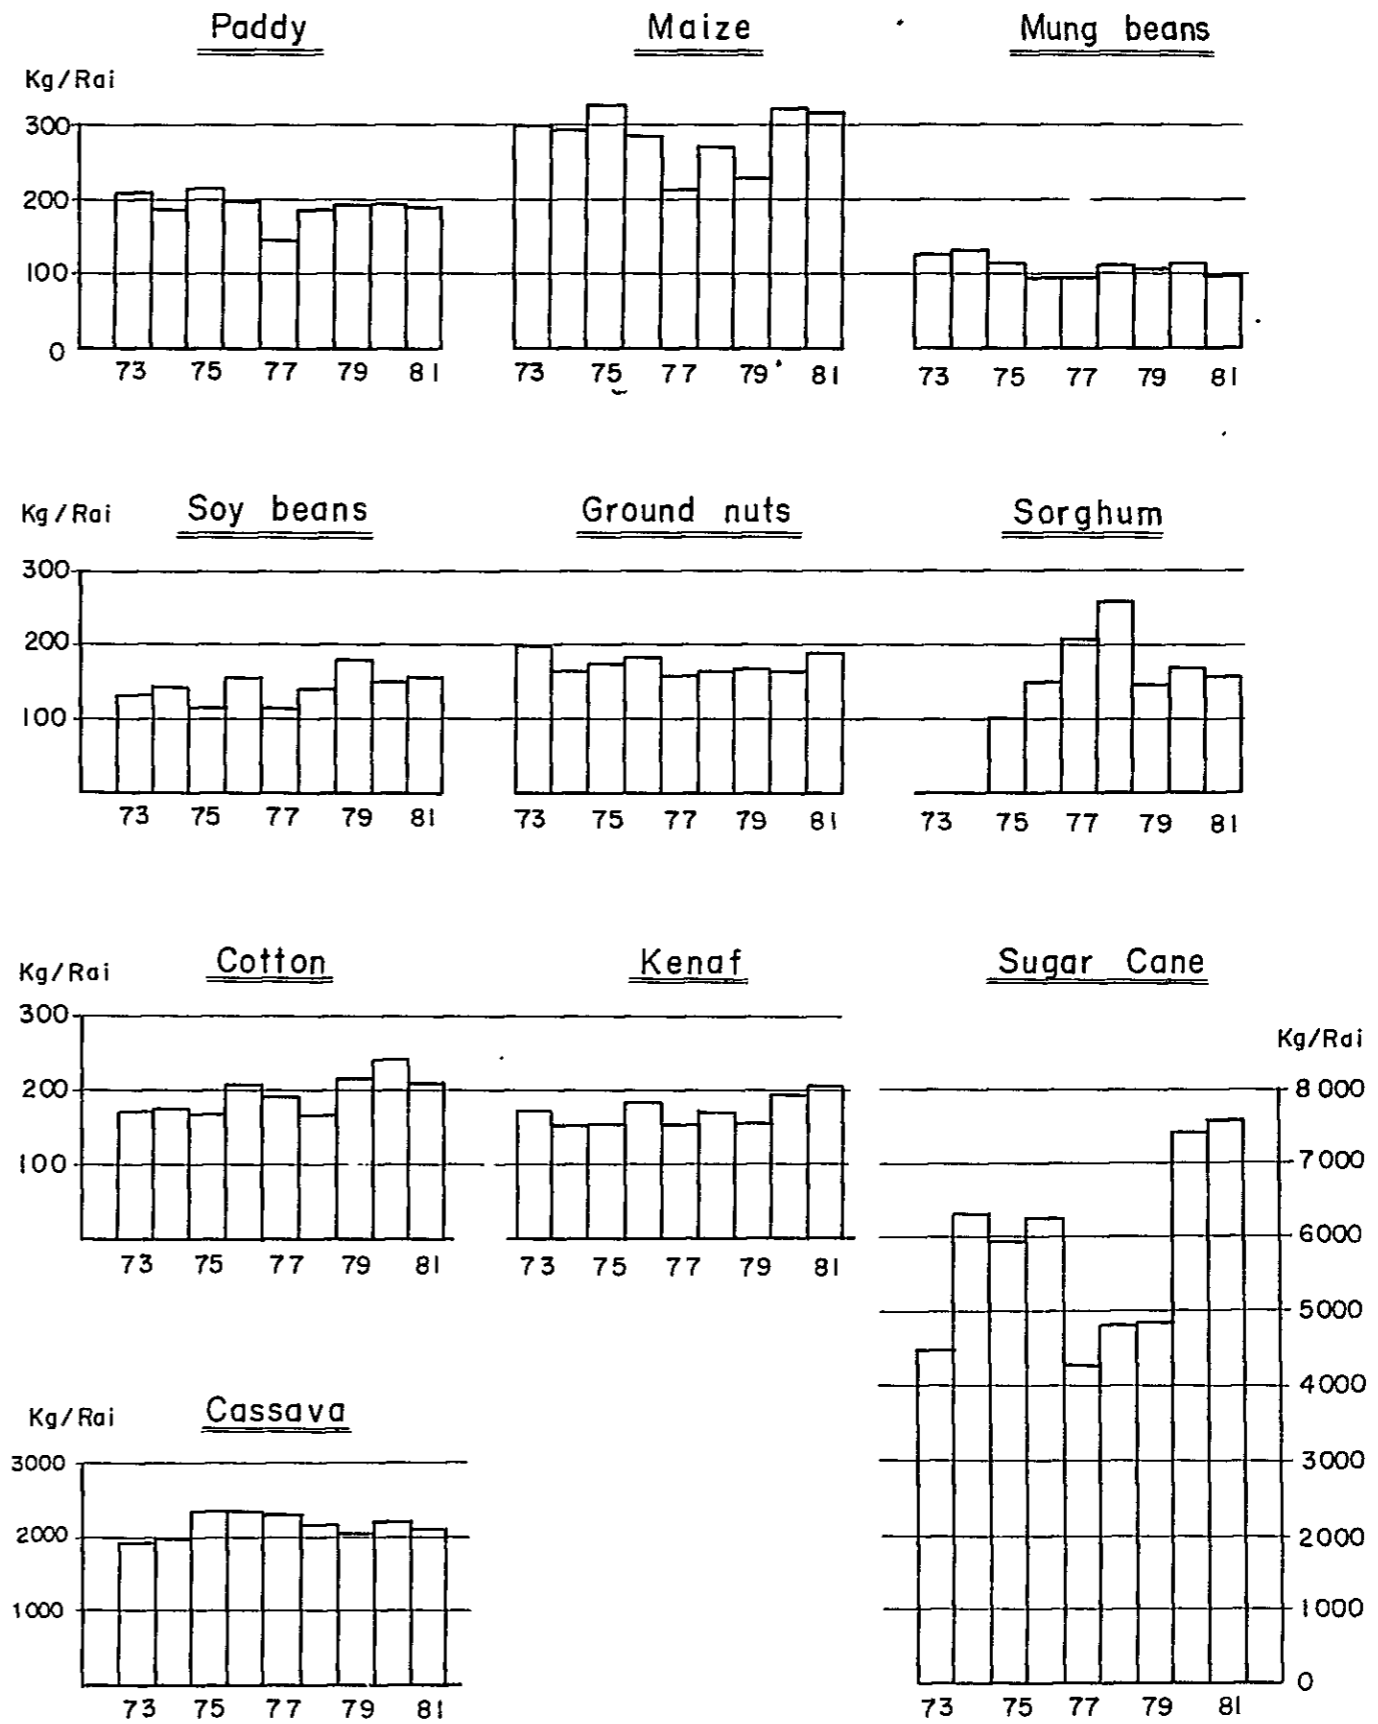 Paddy Maize Mung beans
Kg/Rai
300
200
100
0
73 75 77 79 81 73 75 77 79 81 73 75 77 79 81
Kg/Rai Soy beans Ground nuts Sorghum
300
200
100
73 75 77 79 81 73 75 77 79 81 73 75 77 79 81
Kg/Rai Cotton Kenaf Sugar Cane
300
200
100
73 75 77 79 81 73 75 77 79 81
Kg/Rai
8000
7000
6000
5000
4000
3000
2000
1000
0
73 75 77 79 81
Kg/Rai Cassava
3000
2000
1000
73 75 77 79 81